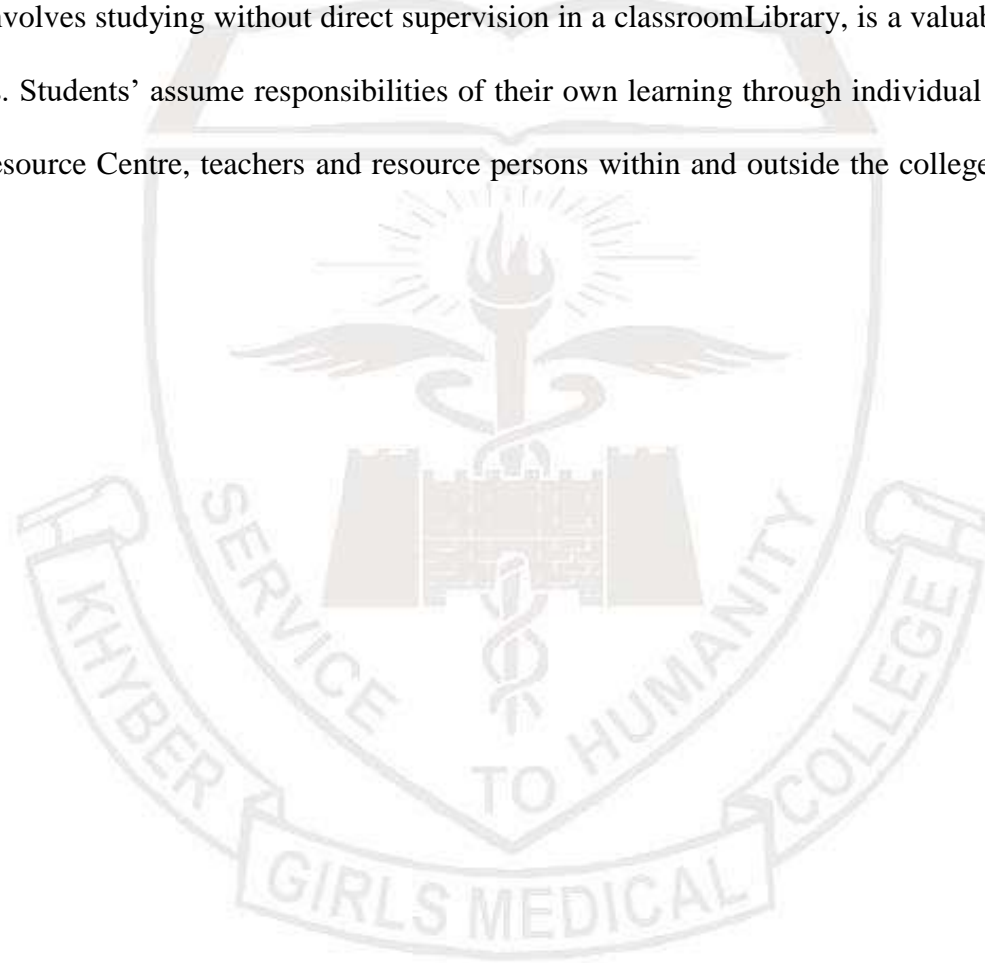 nvolves studying without direct supervision in a classroomLibrary, is a valuab
. Students’ assume responsibilities of their own learning through individual
esource Centre, teachers and resource persons within and outside the college
SERVICE TO HUMANITY
KHYBER GIRLS MEDICAL COLLEGE